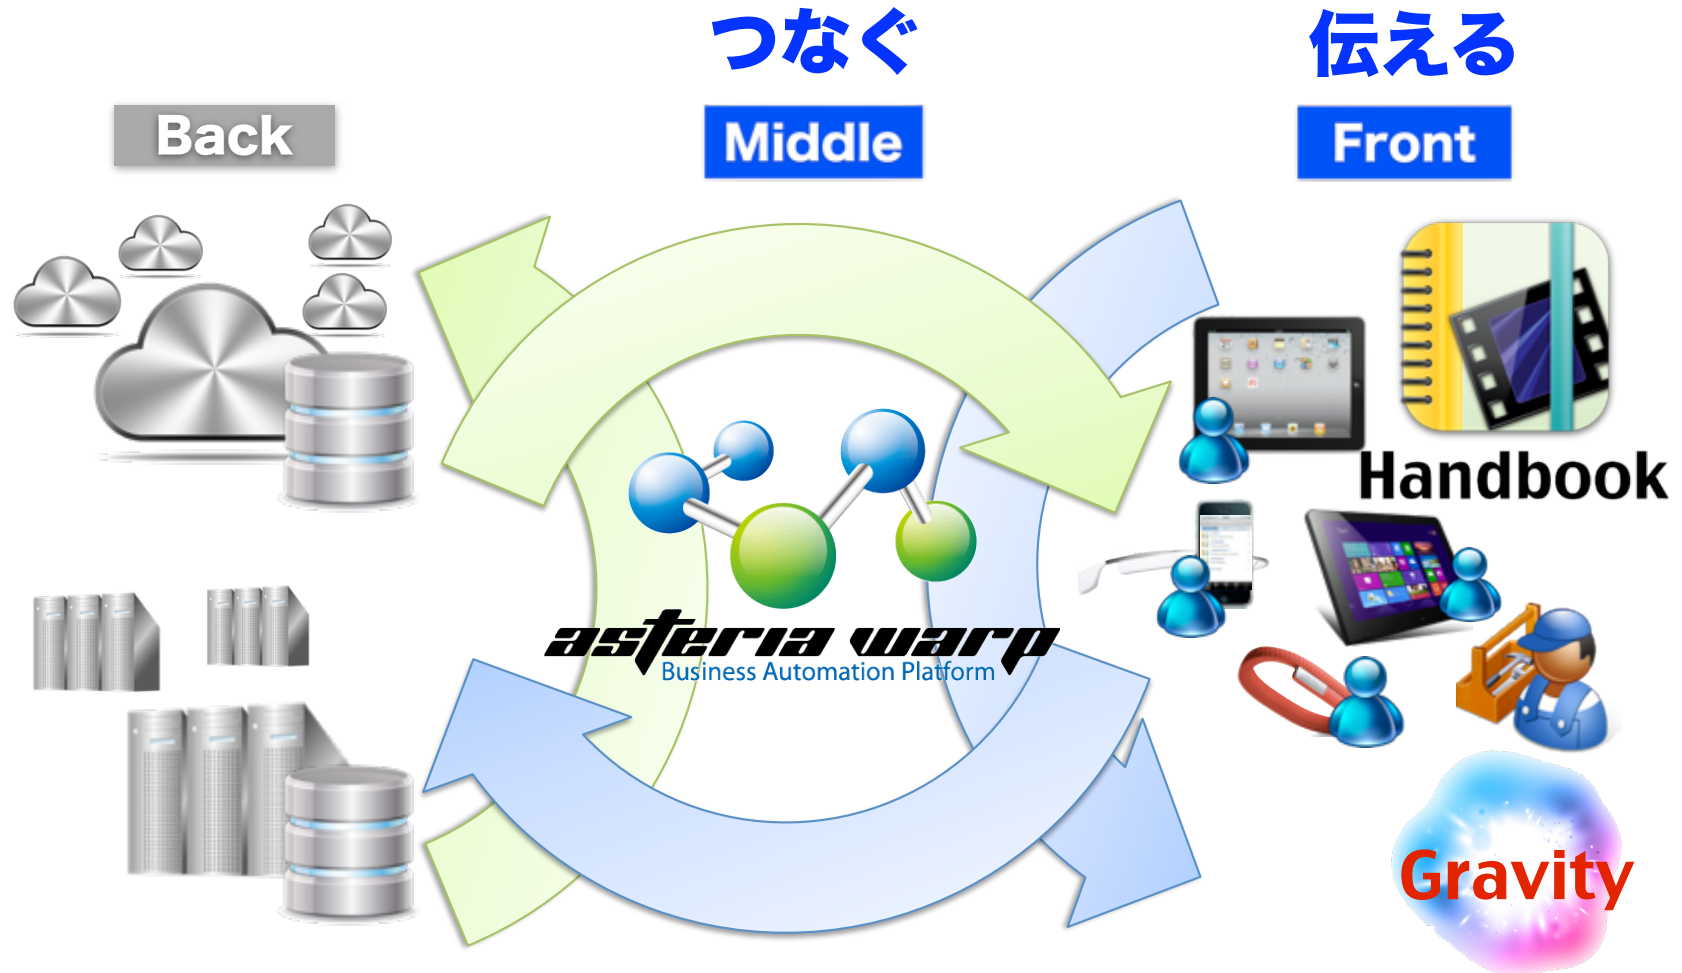 つなぐ
伝える
Back
Middle
Front
Handbook
asteria warp
Business Automation Platform
Gravity